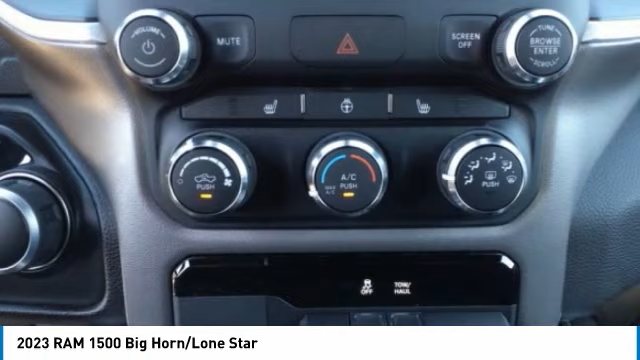 VOLUME
MUTE
SCREEN OFF
TUNE
BROWSE
ENTER
SCROLL
PUSH
A/C
PUSH
MAX A/C
PUSH
OFF
TOW/
HAUL
2023 RAM 1500 Big Horn/Lone Star